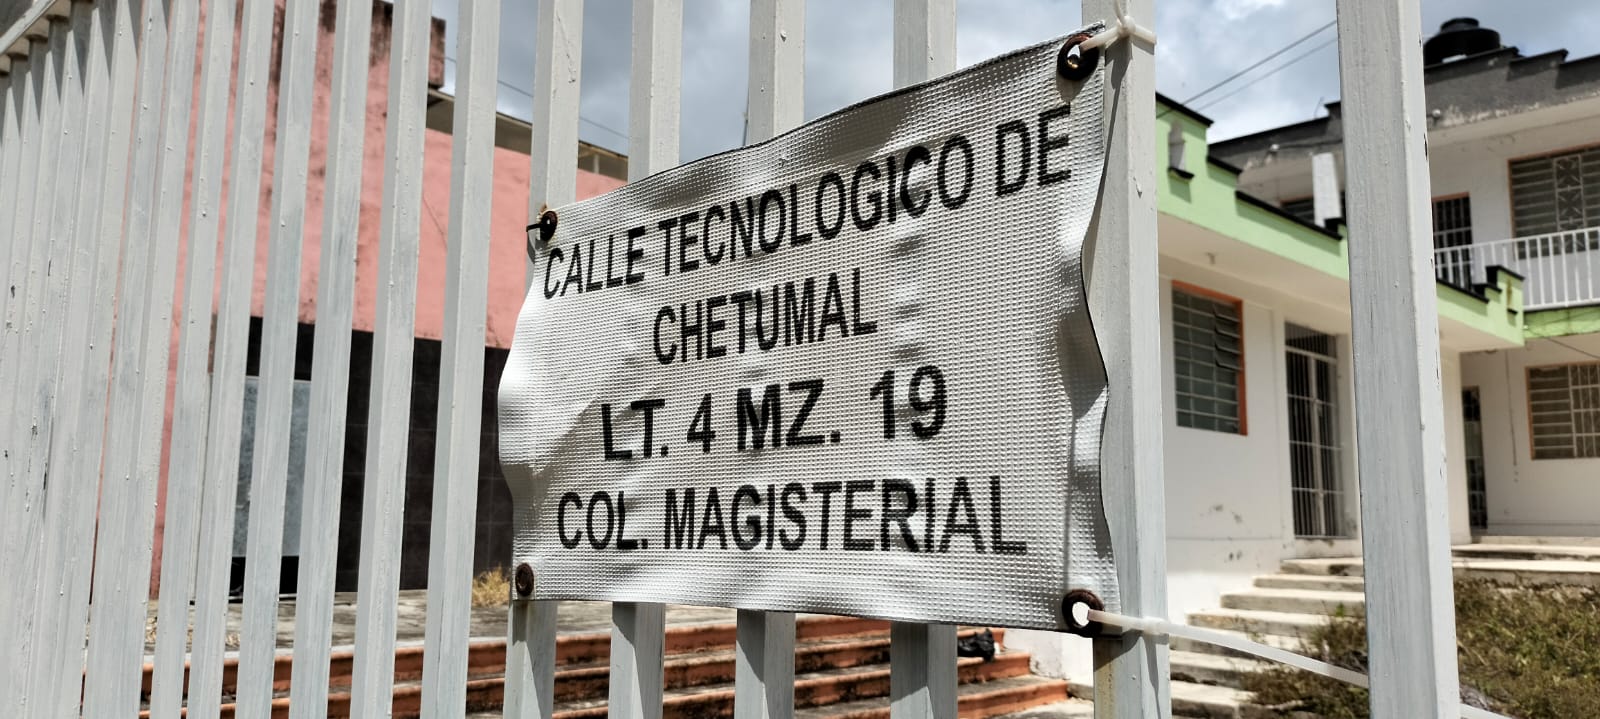 CALLE TECNOLOGICO DE
CHETUMAL
LT. 4 MZ. 19
COL. MAGISTERIAL